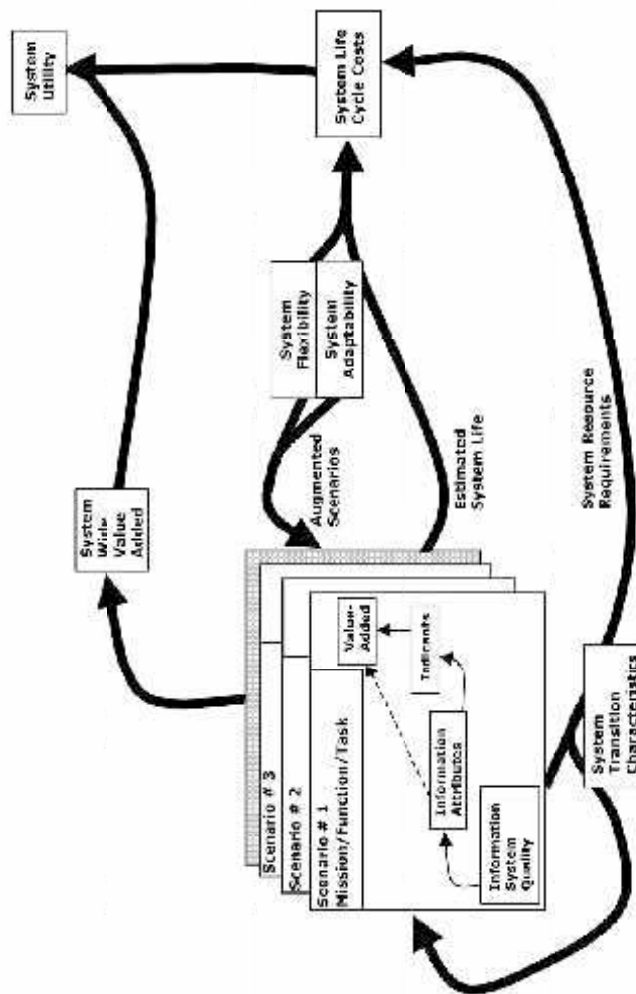 System
Utility
System Life
Cycle Costs
System
Wide
Value
Added
System
Flexibility
System
Adaptability
Augmented
Scenarios
Estimated
System Life
System Resource
Requirements
Scenario # 3
Scenario # 2
Scenario # 1
Mission/Function/Task
Value-
Added
Indicants
Information
Attributes
Information
System
Quality
System
Transition
Characteristics